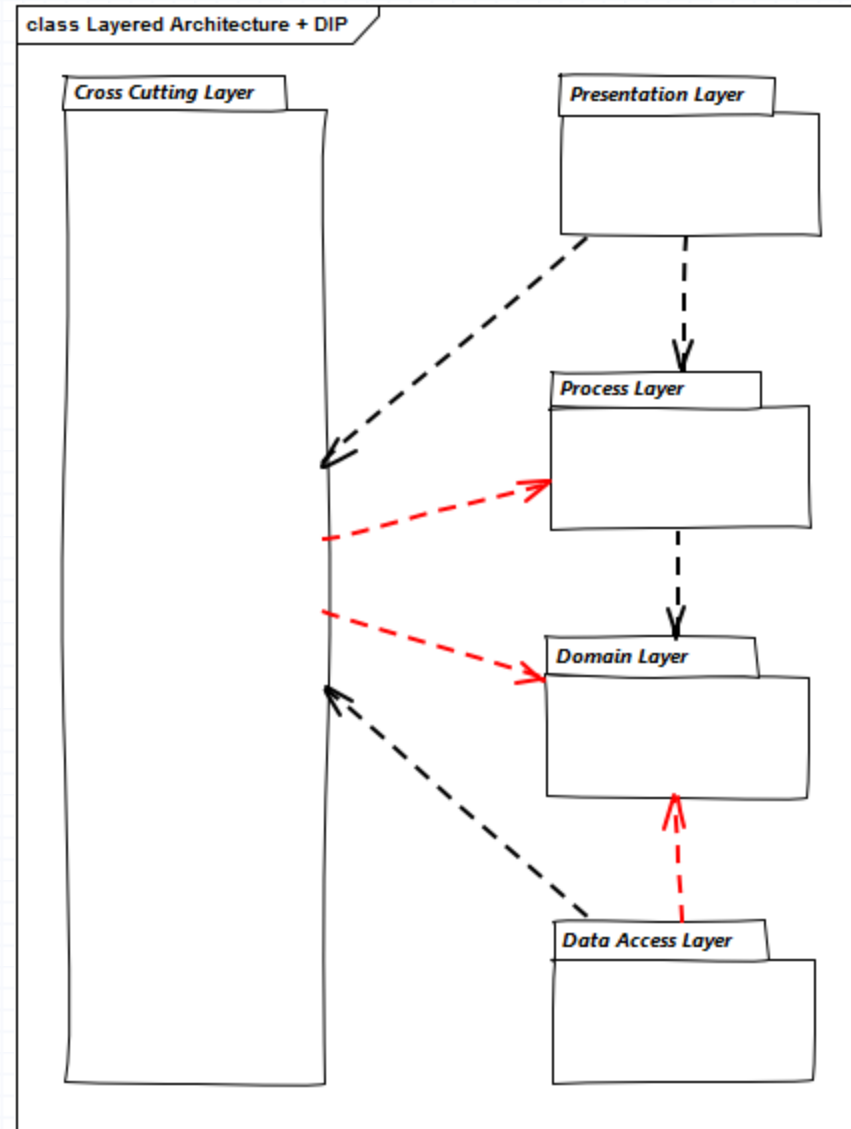 class Layered Architecture + DIP
Cross Cutting Layer
Presentation Layer
Process Layer
Domain Layer
Data Access Layer